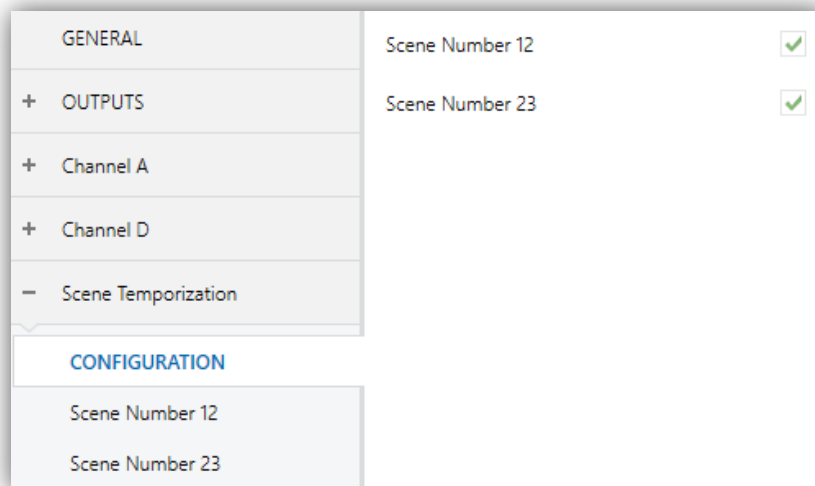 GENERAL
+ OUTPUTS
+ Channel A
+ Channel D
− Scene Temporization
CONFIGURATION
Scene Number 12
Scene Number 23
Scene Number 12
Scene Number 23